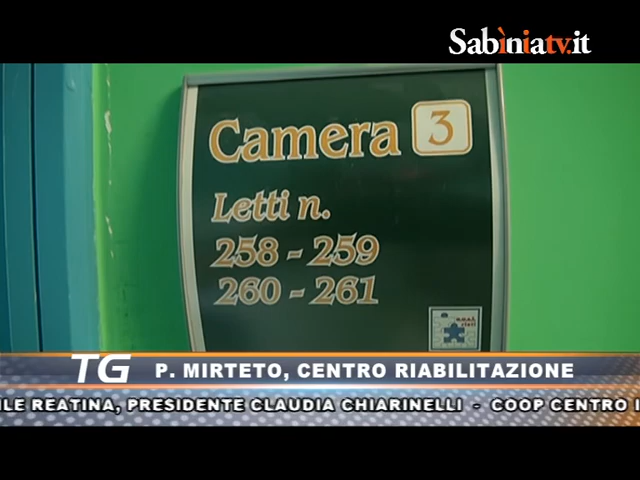 Sabiniatv.it
Camera 3
Letti n.
258 - 259
260 - 261
TG P. MIRTETO, CENTRO RIABILITAZIONE
ILE REATINA, PRESIDENTE CLAUDIA CHIARINELLI - COOP CENTRO I